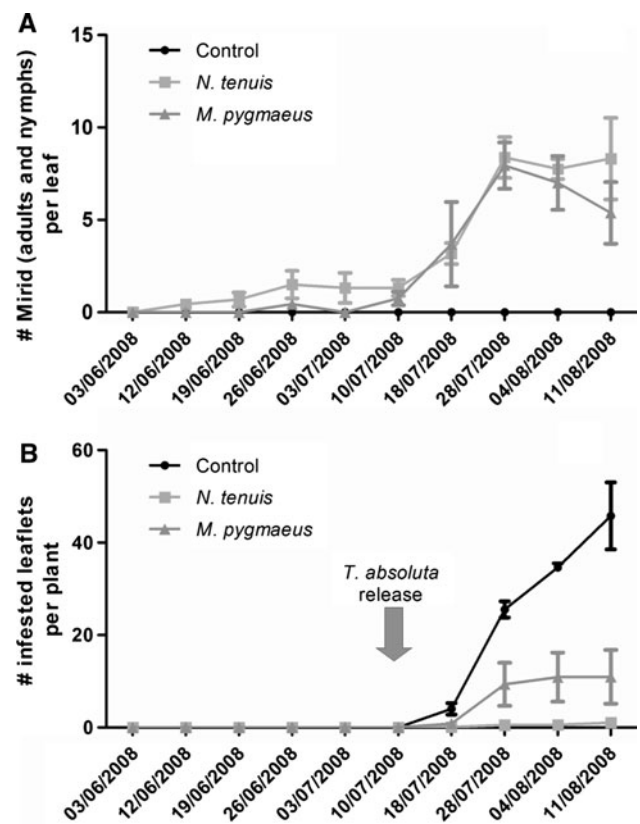 A
15
10
5
0
# Mirid (adults and nymphs)
per leaf
Control
N. tenuis
M. pygmaeus
03/06/2008
12/06/2008
19/06/2008
26/06/2008
03/07/2008
10/07/2008
18/07/2008
28/07/2008
04/08/2008
11/08/2008
B
60
40
20
0
# infested leaflets
per plant
Control
N. tenuis
M. pygmaeus
T. absoluta
release
03/06/2008
12/06/2008
19/06/2008
26/06/2008
03/07/2008
10/07/2008
18/07/2008
28/07/2008
04/08/2008
11/08/2008